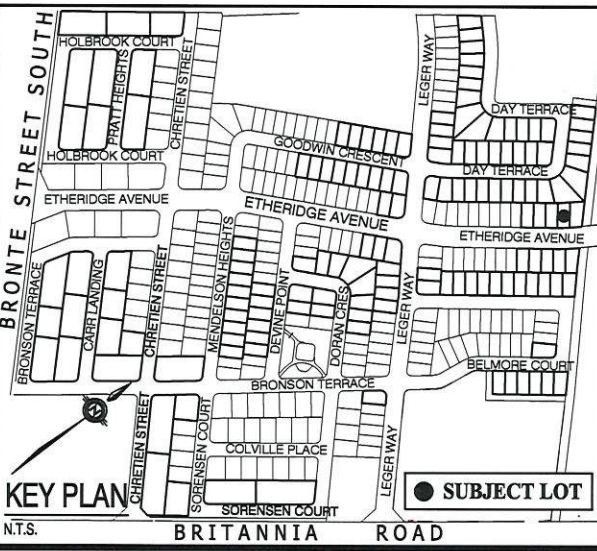 HOLBROOK COURT
BRONTE STREET SOUTH
PRATT HEIGHTS
CHRETIEN STREET
LEGER WAY
DAY TERRACE
GOODWIN CRESCENT
HOLBROOK COURT
DAY TERRACE
ETHERIDGE AVENUE
ETHERIDGE AVENUE
ETHERIDGE AVENUE
BRONSON TERRACE
CARR LANDING
CHRETIEN STREET
MENDELSON HEIGHTS
DEVINE POINT
DORAN CRES
LEGER WAY
BELMORE COURT
BRONSON TERRACE
N
CHRETIEN STREET
SORENSEN COURT
COLVILLE PLACE
LEGER WAY
KEY PLAN
SUBJECT LOT
SORENSEN COURT
N.T.S.
BRITANNIA ROAD